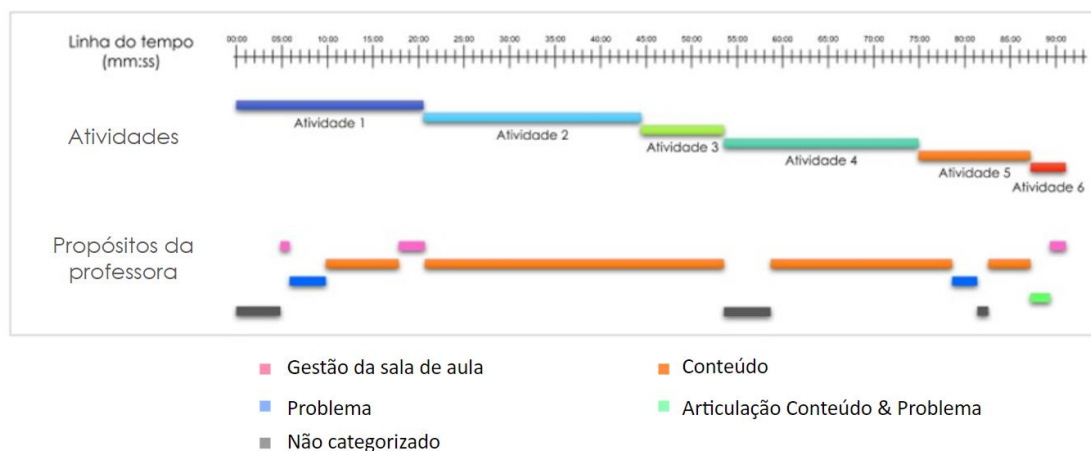 Linha do tempo
(mm:ss)
00:00 05:00 10:00 15:00 20:00 25:00 30:00 35:00 40:00 45:00 50:00 55:00 60:00 65:00 70:00 75:00 80:00 85:00 90:00
Atividades
Atividade 1
Atividade 2
Atividade 3
Atividade 4
Atividade 5
Atividade 6
Propósitos da
professora
Gestão da sala de aula
Conteúdo
Problema
Articulação Conteúdo & Problema
Não categorizado